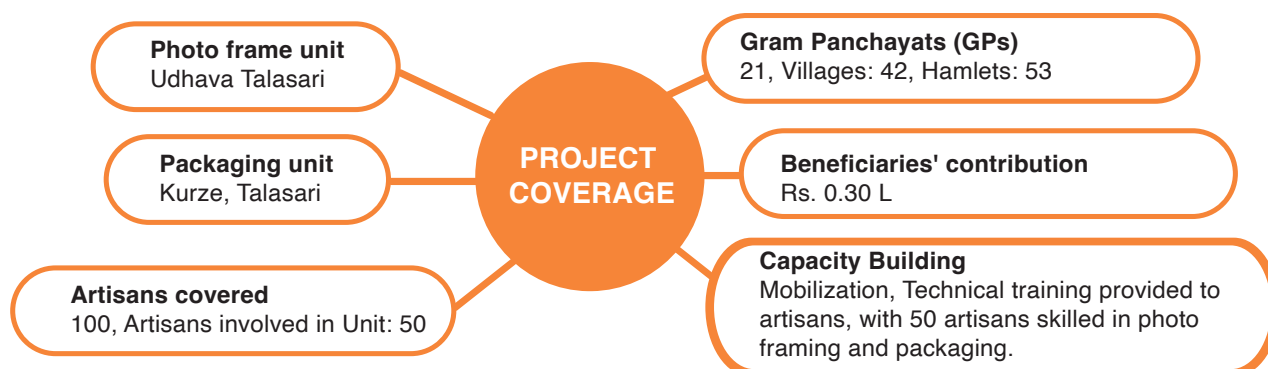 Photo frame unit
Udhava Talasari
Packaging unit
Kurze, Talasari
Artisans covered
100, Artisans involved in Unit: 50
PROJECT
COVERAGE
Gram Panchayats (GPs)
21, Villages: 42, Hamlets: 53
Beneficiaries' contribution
Rs. 0.30 L
Capacity Building
Mobilization, Technical training provided to
artisans, with 50 artisans skilled in photo
framing and packaging.